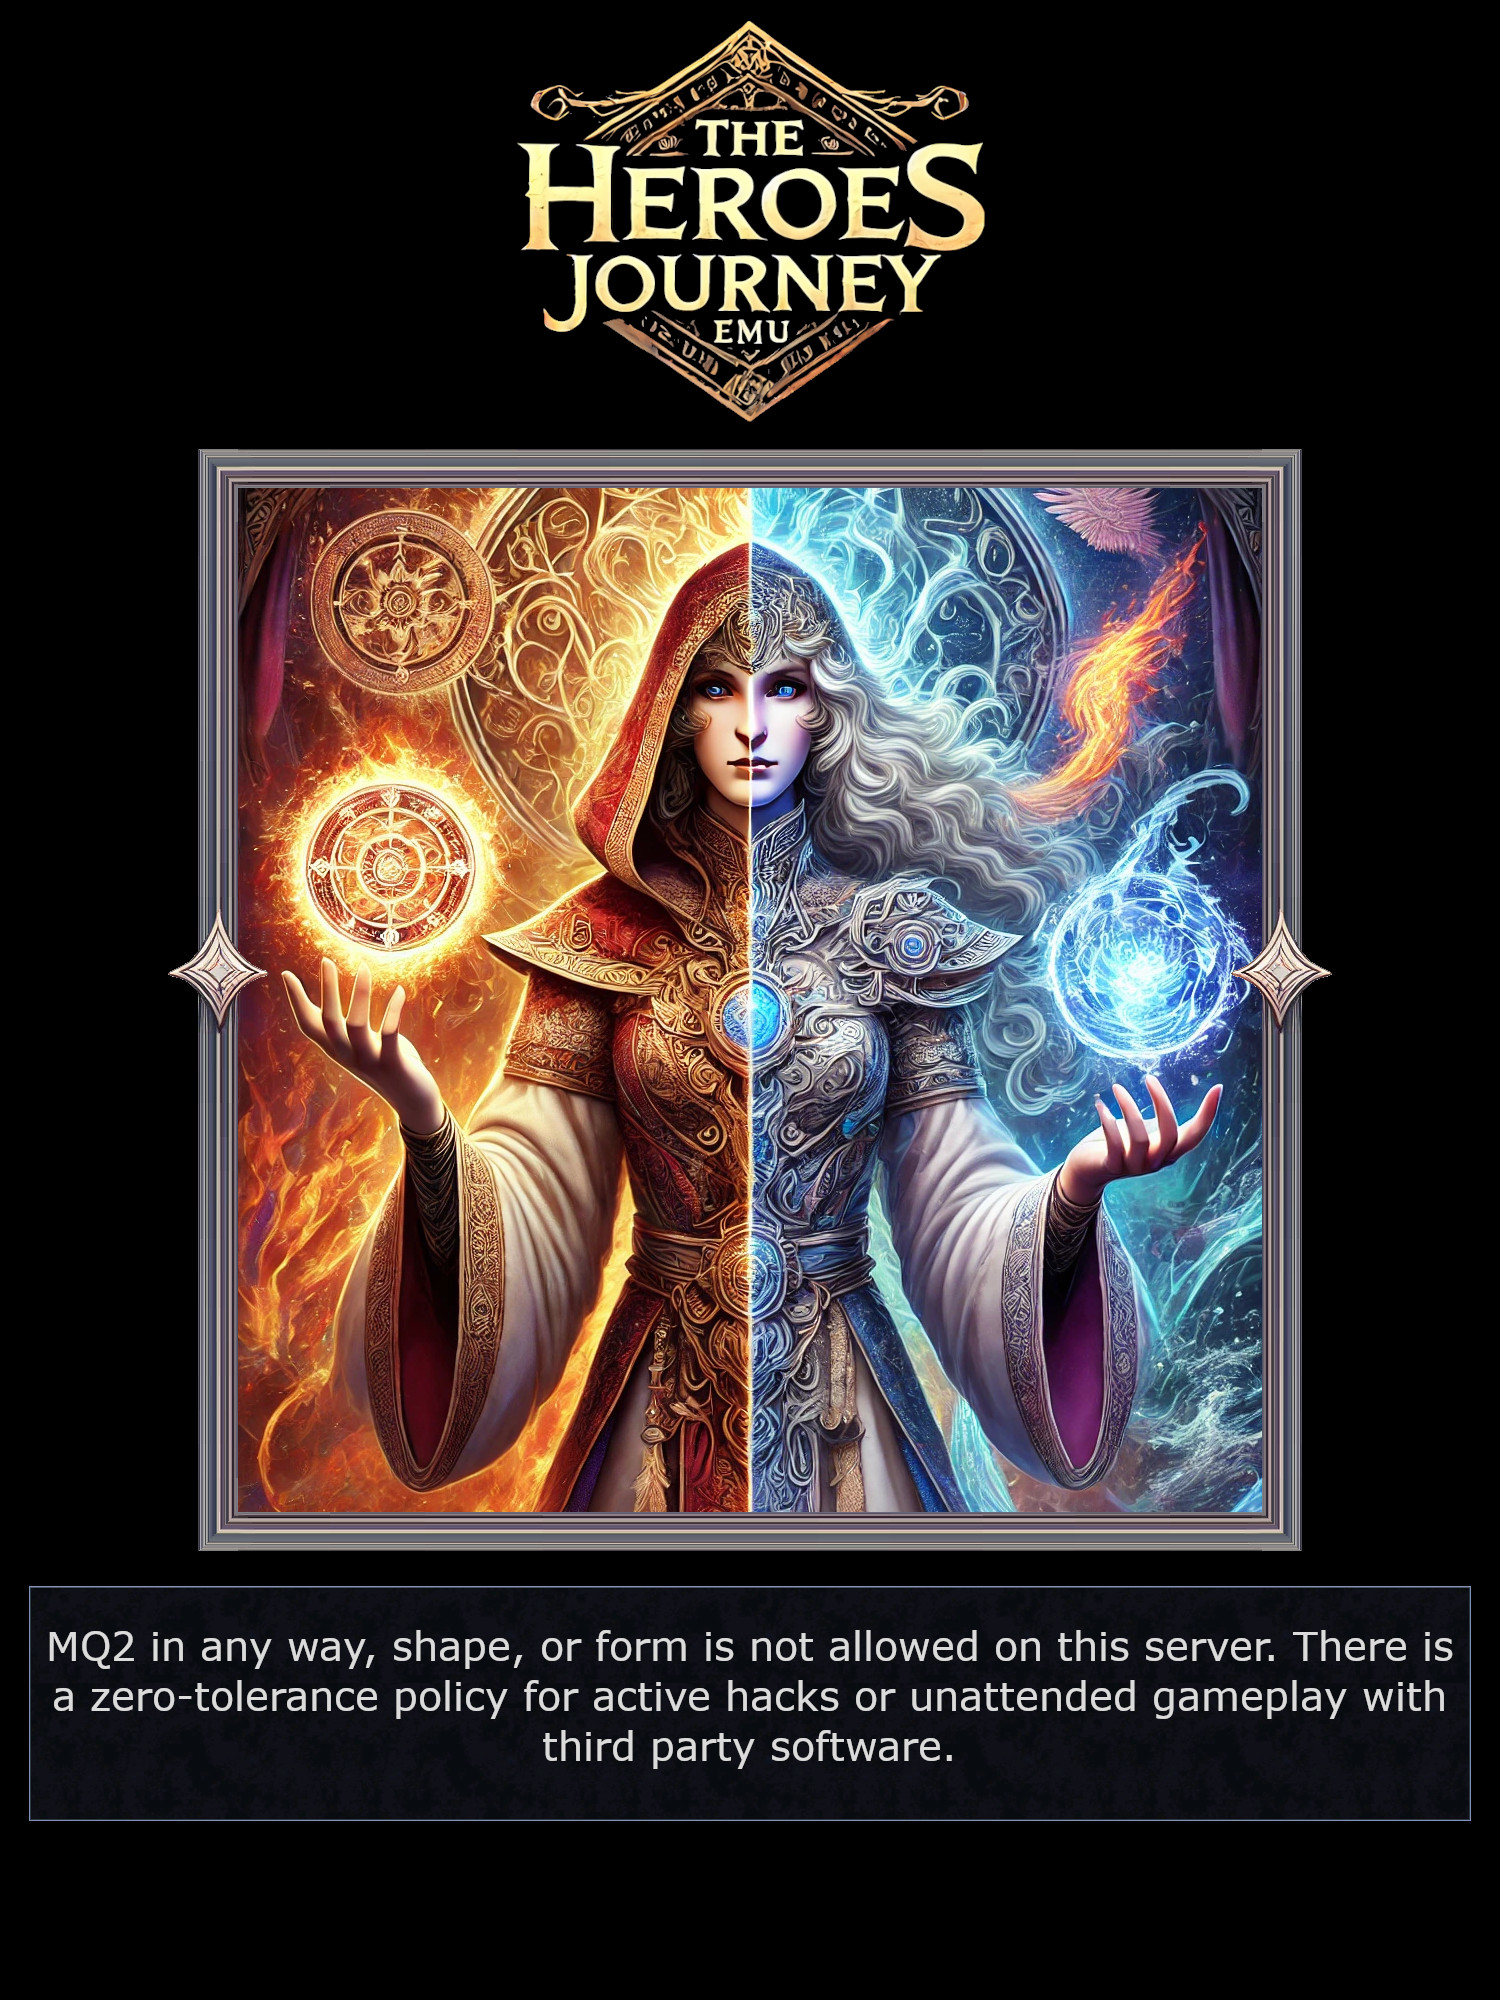 THE
HEROES
JOURNEY
EMU
MQ2 in any way, shape, or form is not allowed on this server. There is
a zero-tolerance policy for active hacks or unattended gameplay with
third party software.